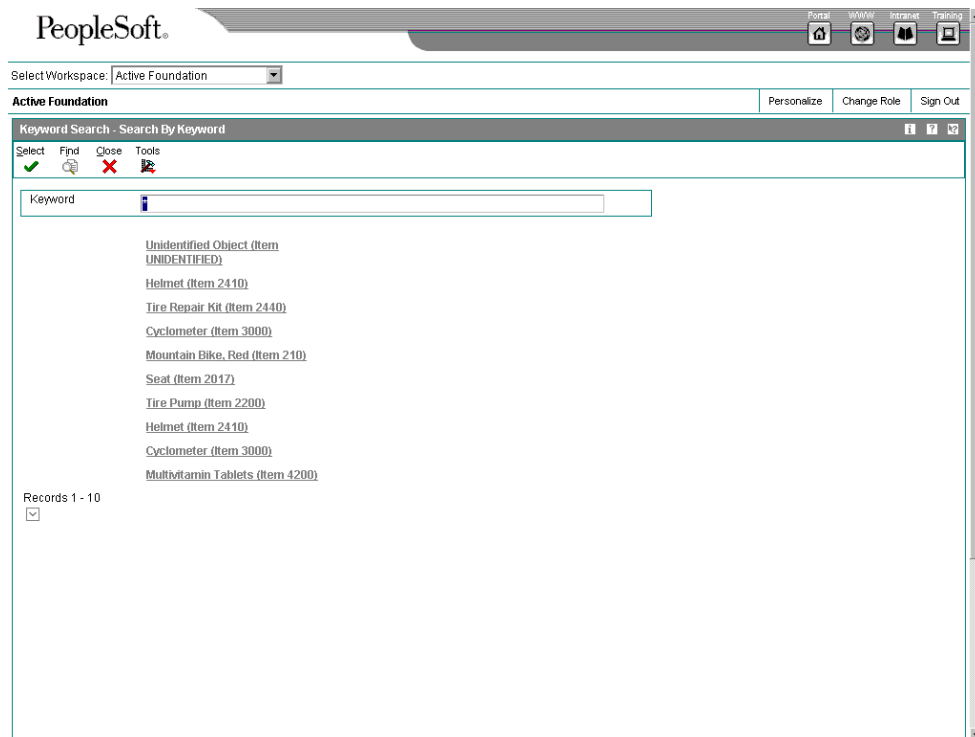 PeopleSoft®
Portal WWW Intranet Training
Select Workspace: Active Foundation
Active Foundation Personalize Change Role Sign Out
Keyword Search - Search By Keyword
Select Find Close Tools
Keyword *
Unidentified Object (Item
UNIDENTIFIED)
Helmet (Item 2410)
Tire Repair Kit (Item 2440)
Cyclometer (Item 3000)
Mountain Bike, Red (Item 210)
Seat (Item 2017)
Tire Pump (Item 2200)
Helmet (Item 2410)
Cyclometer (Item 3000)
Multivitamin Tablets (Item 4200)
Records 1 - 10